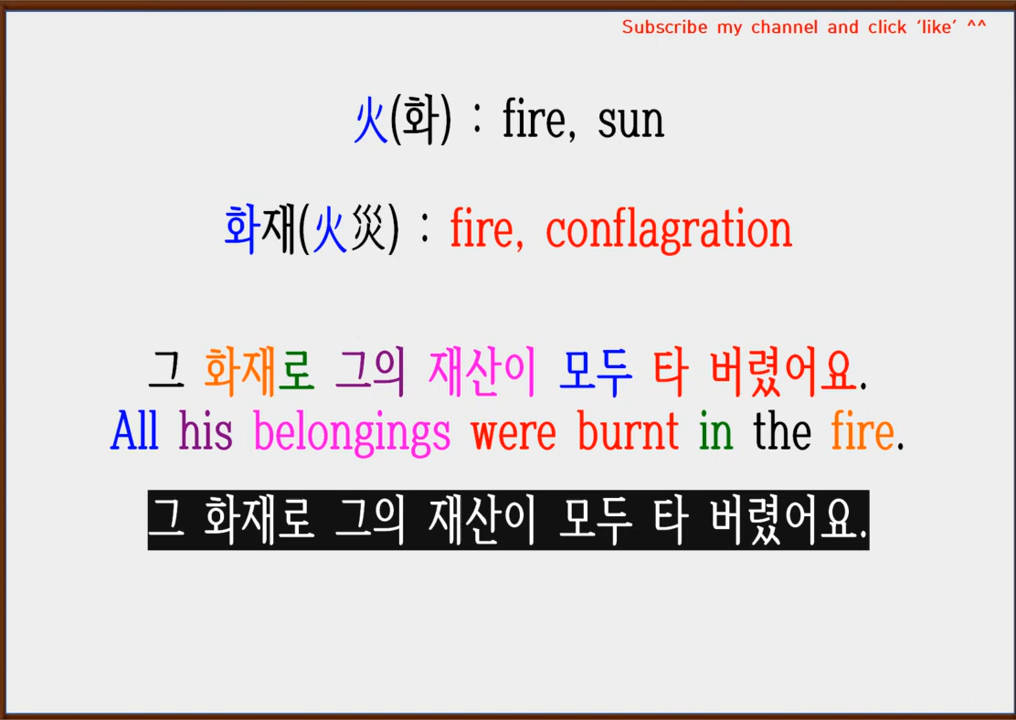 Subscribe my channel and click 'like' ^^
火(화) : fire, sun
화재(火災) : fire, conflagration
그 화재로 그의 재산이 모두 타 버렸어요.
All his belongings were burnt in the fire.
그 화재로 그의 재산이 모두 타 버렸어요.